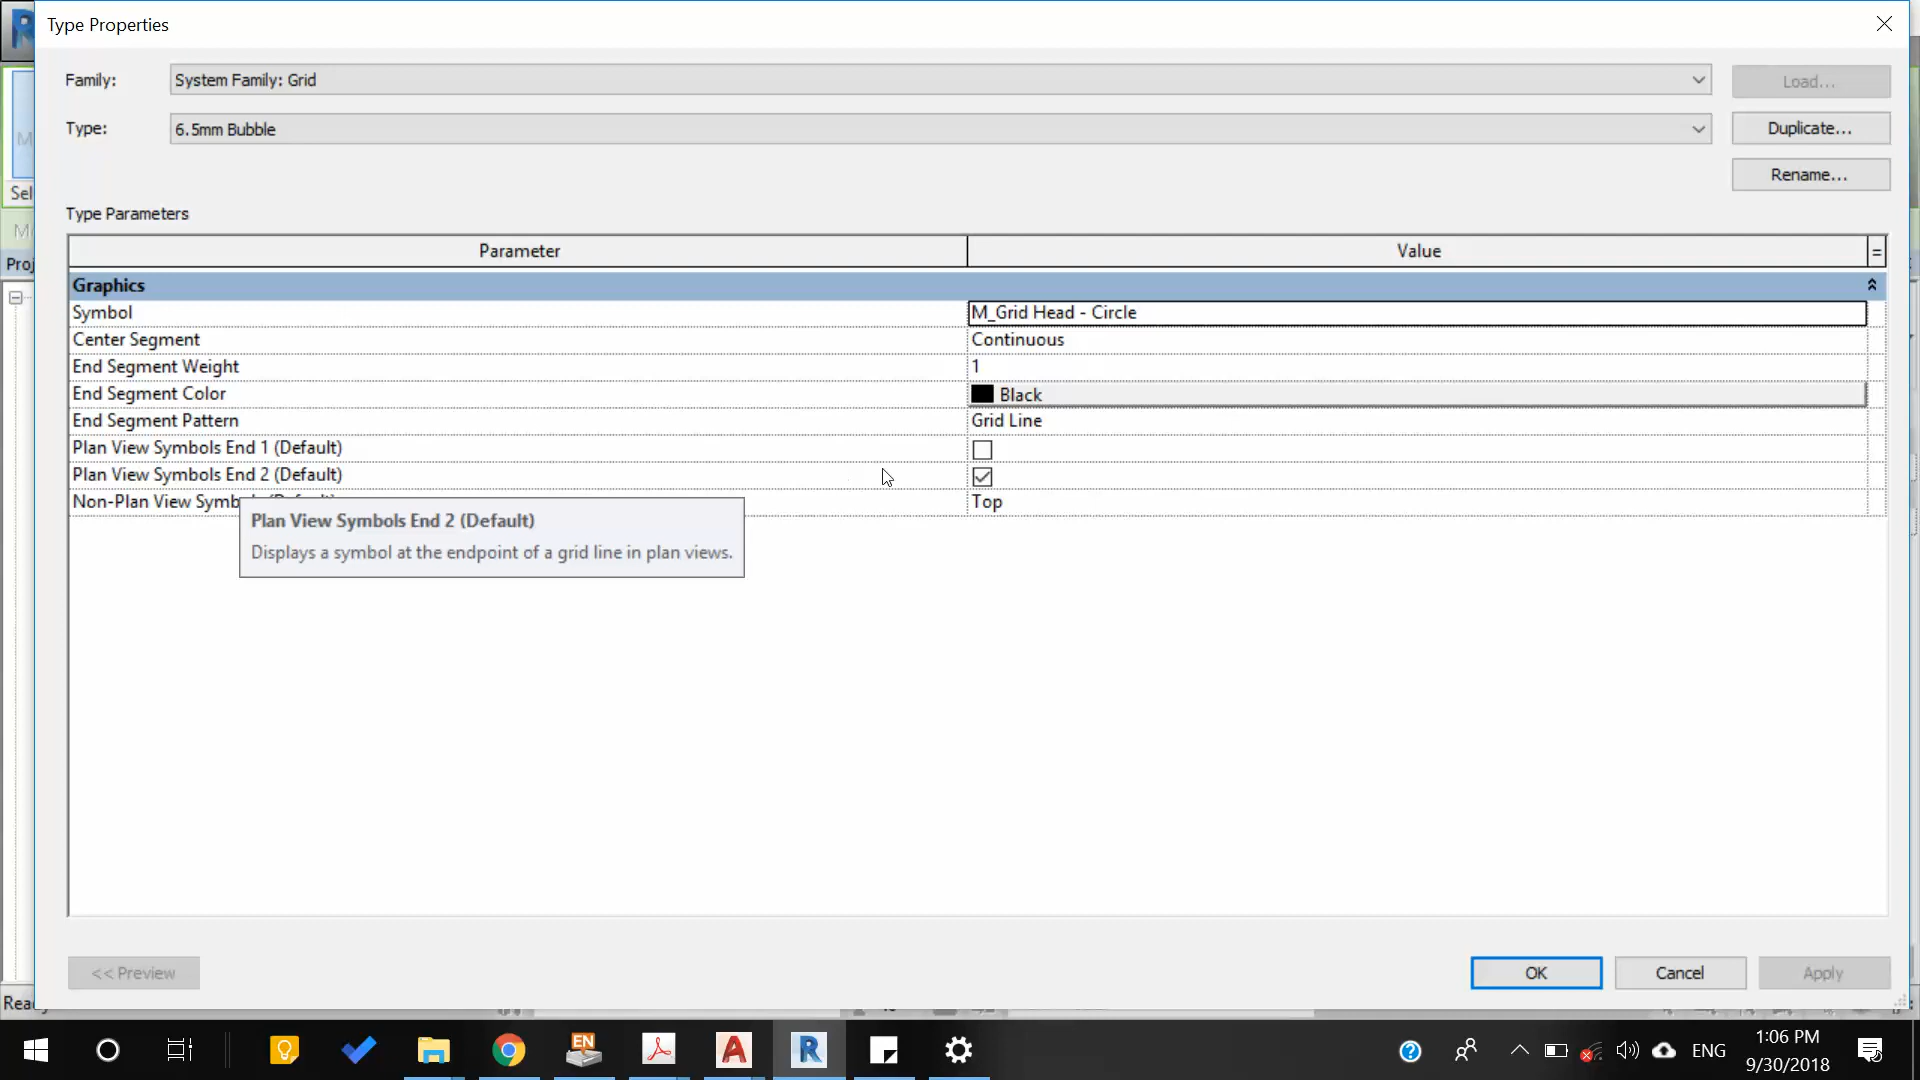 Type Properties
Family:
System Family: Grid
Load...
Type:
6.5mm Bubble
Duplicate...
Rename...
Sel
Type Parameters
Proj
Parameter
Value
=
Graphics
Symbol
M_Grid Head - Circle
Center Segment
Continuous
End Segment Weight
1
End Segment Color
Black
End Segment Pattern
Grid Line
Plan View Symbols End 1 (Default)
Plan View Symbols End 2 (Default)
Non-Plan View Symb
Top
Plan View Symbols End 2 (Default)
Displays a symbol at the endpoint of a grid line in plan views.
<< Preview
OK
Cancel
Apply
Read
EN
ENG
1:06 PM
9/30/2018